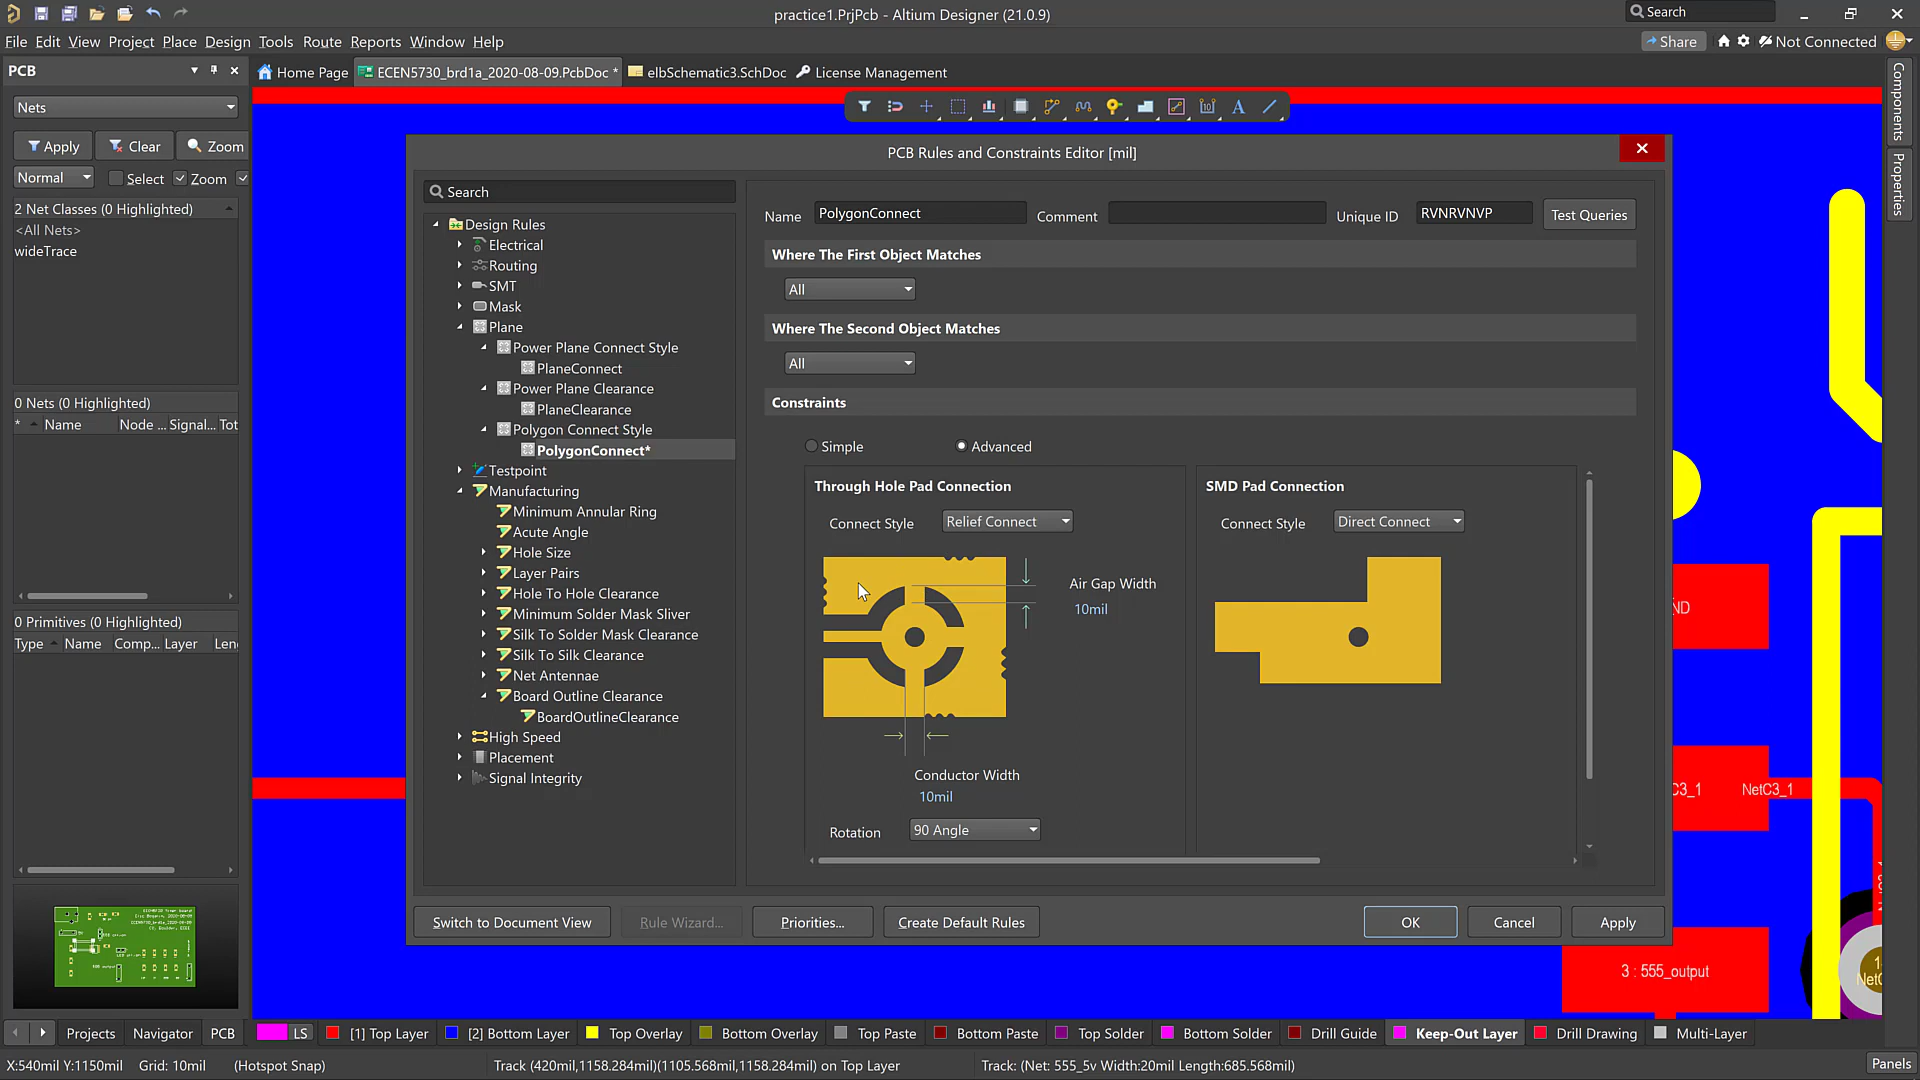 practice1.PrjPcb - Altium Designer (21.0.9)
Search
File Edit View Project Place Design Tools Route Reports Window Help
Share
Not Connected
PCB
Home Page
ECEN5730_brd1a_2020-08-09.PcbDoc *
elbSchematic3.SchDoc
License Management
Nets
Apply Clear Zoom
Normal Select Zoom
2 Net Classes (0 Highlighted)
<All Nets>
wideTrace
0 Nets (0 Highlighted)
* Name Node ... Signal... Tot
0 Primitives (0 Highlighted)
Type Name Comp... Layer Len
PCB Rules and Constraints Editor [mil]
Search
Design Rules
Electrical
Routing
SMT
Mask
Plane
Power Plane Connect Style
PlaneConnect
Power Plane Clearance
PlaneClearance
Polygon Connect Style
PolygonConnect*
Testpoint
Manufacturing
Minimum Annular Ring
Acute Angle
Hole Size
Layer Pairs
Hole To Hole Clearance
Minimum Solder Mask Sliver
Silk To Solder Mask Clearance
Silk To Silk Clearance
Net Antennae
Board Outline Clearance
BoardOutlineClearance
High Speed
Placement
Signal Integrity
Name PolygonConnect Comment Unique ID RVNRVNVP Test Queries
Where The First Object Matches
All
Where The Second Object Matches
All
Constraints
Simple Advanced
Through Hole Pad Connection
Connect Style Relief Connect
Air Gap Width
10mil
Conductor Width
10mil
Rotation 90 Angle
SMD Pad Connection
Connect Style Direct Connect
Switch to Document View Rule Wizard... Priorities... Create Default Rules OK Cancel Apply
Components
Properties
ND
C3_1
NetC3_1
3 : 555_output
1
NetC
Projects Navigator PCB
LS [1] Top Layer [2] Bottom Layer Top Overlay Bottom Overlay Top Paste Bottom Paste Top Solder Bottom Solder Drill Guide Keep-Out Layer Drill Drawing Multi-Layer
X:540mil Y:1150mil Grid: 10mil (Hotspot Snap) Track (420mil,1158.284mil)(1105.568mil,1158.284mil) on Top Layer Track: (Net: 555_5v Width:20mil Length:685.568mil) Panels